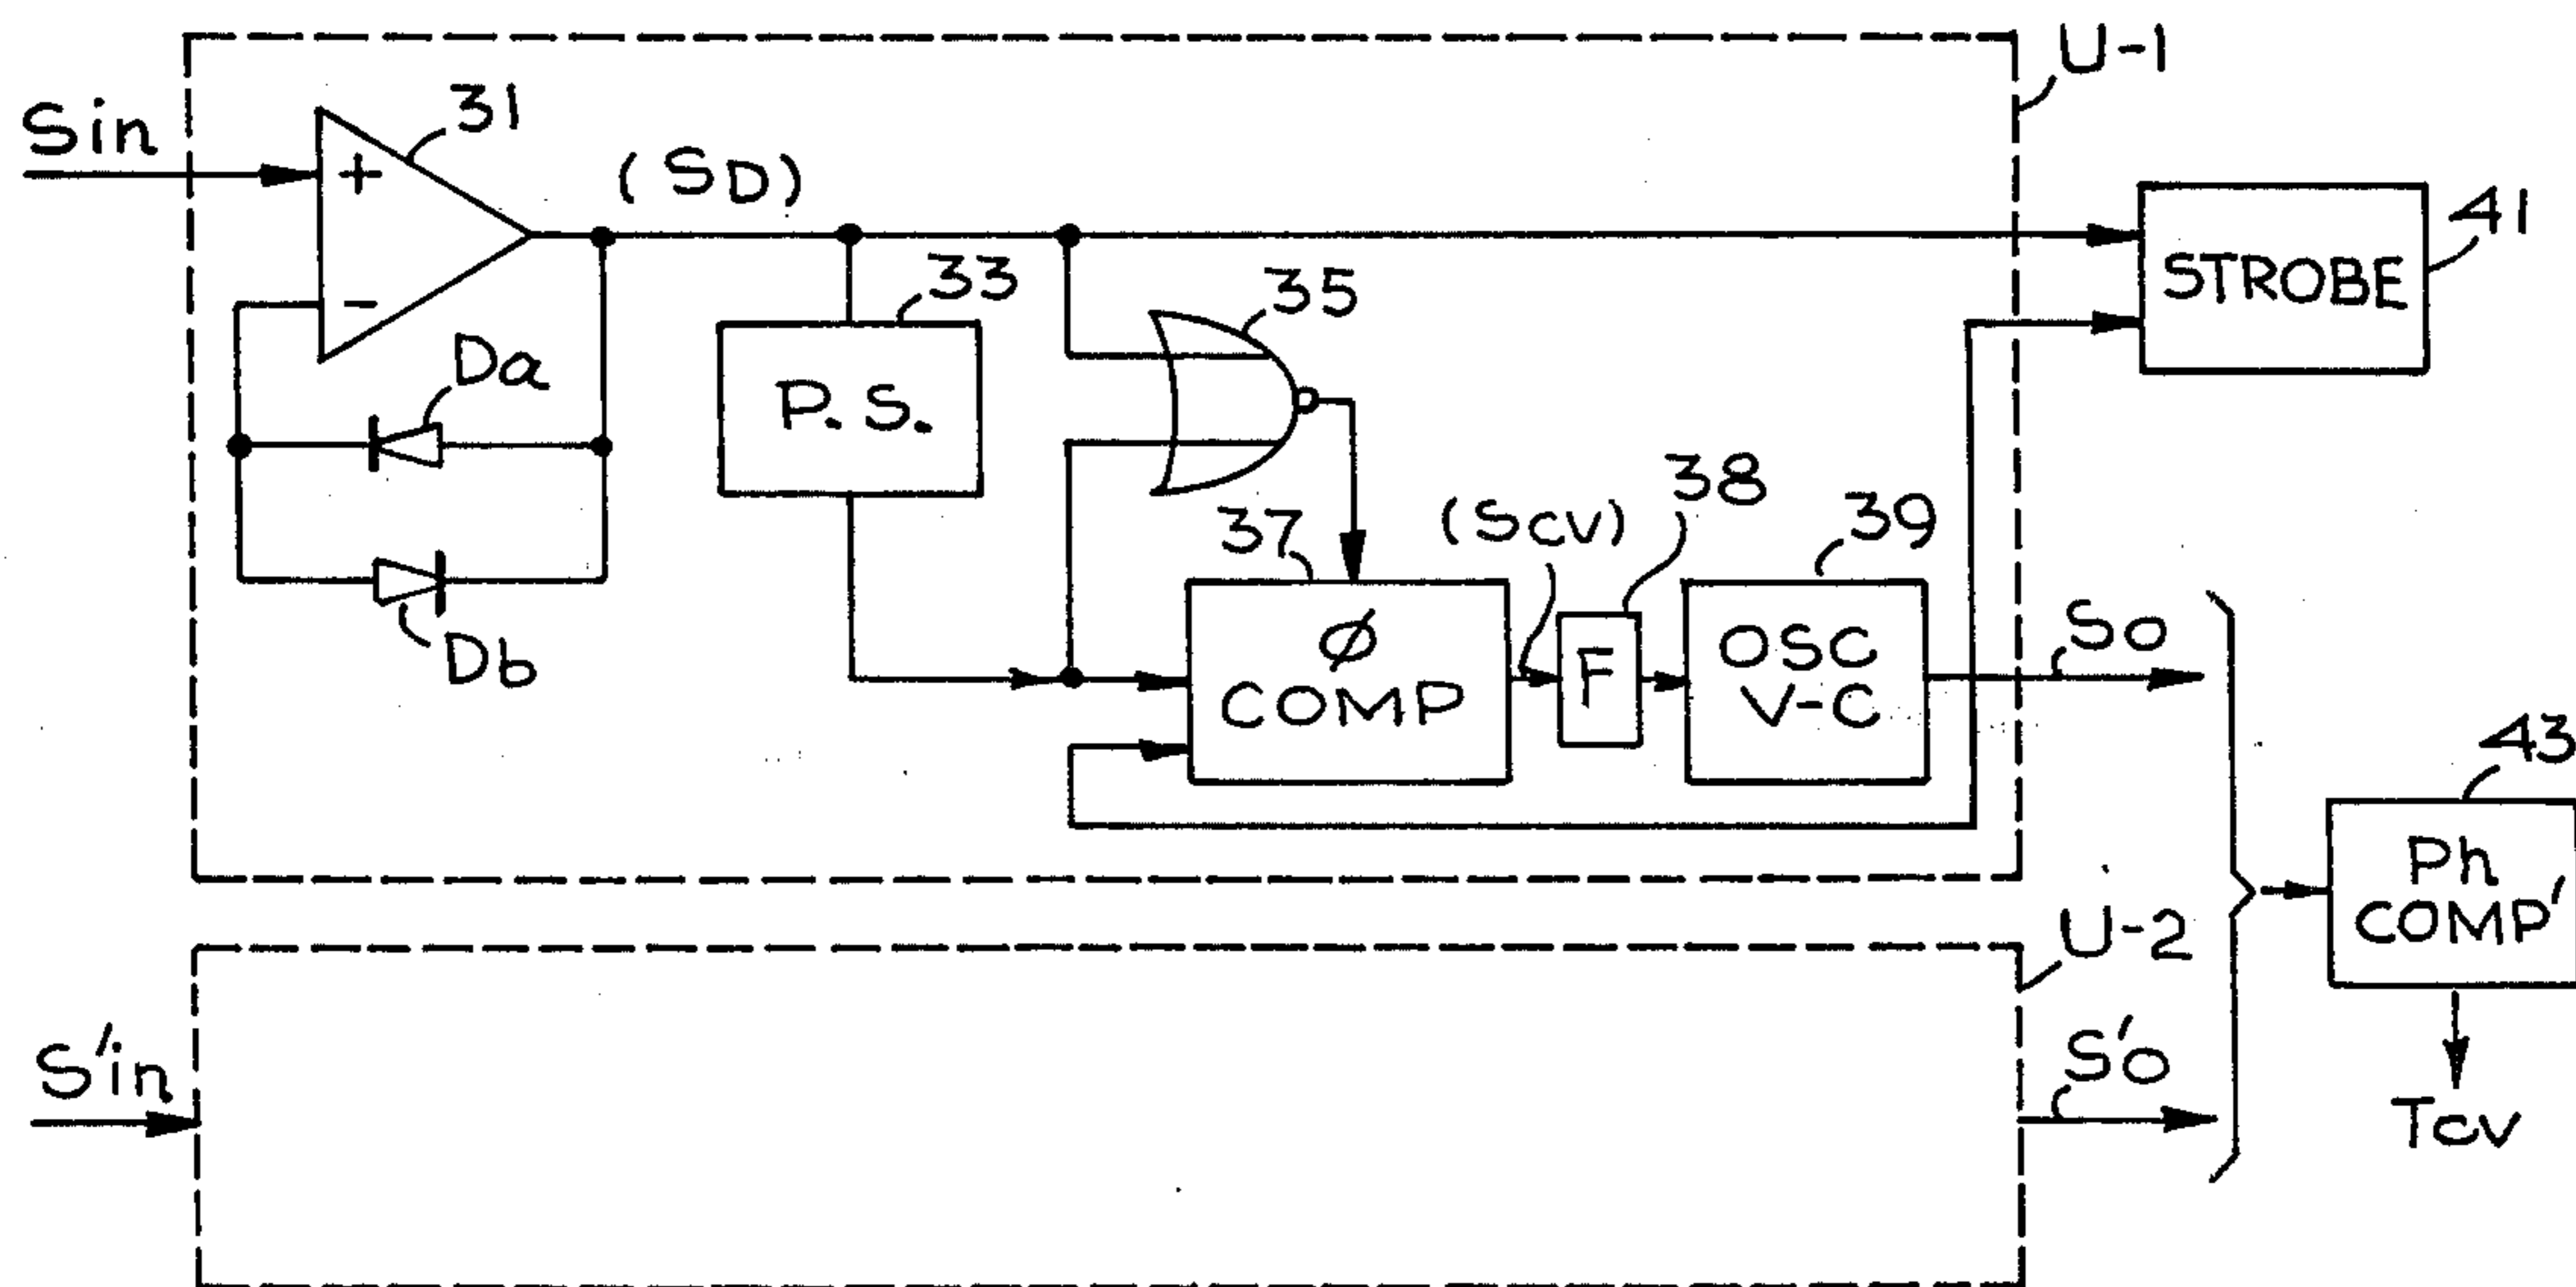 U-1
Sin
31
+
(SD)
41
STROBE
-
33
35
Da
P.S.
38
37
(SCV)
39
Ø
COMP
F
OSC
V-C
So
Db
43
Ph
COMP'
U-2
S'in
S'o
Tcv